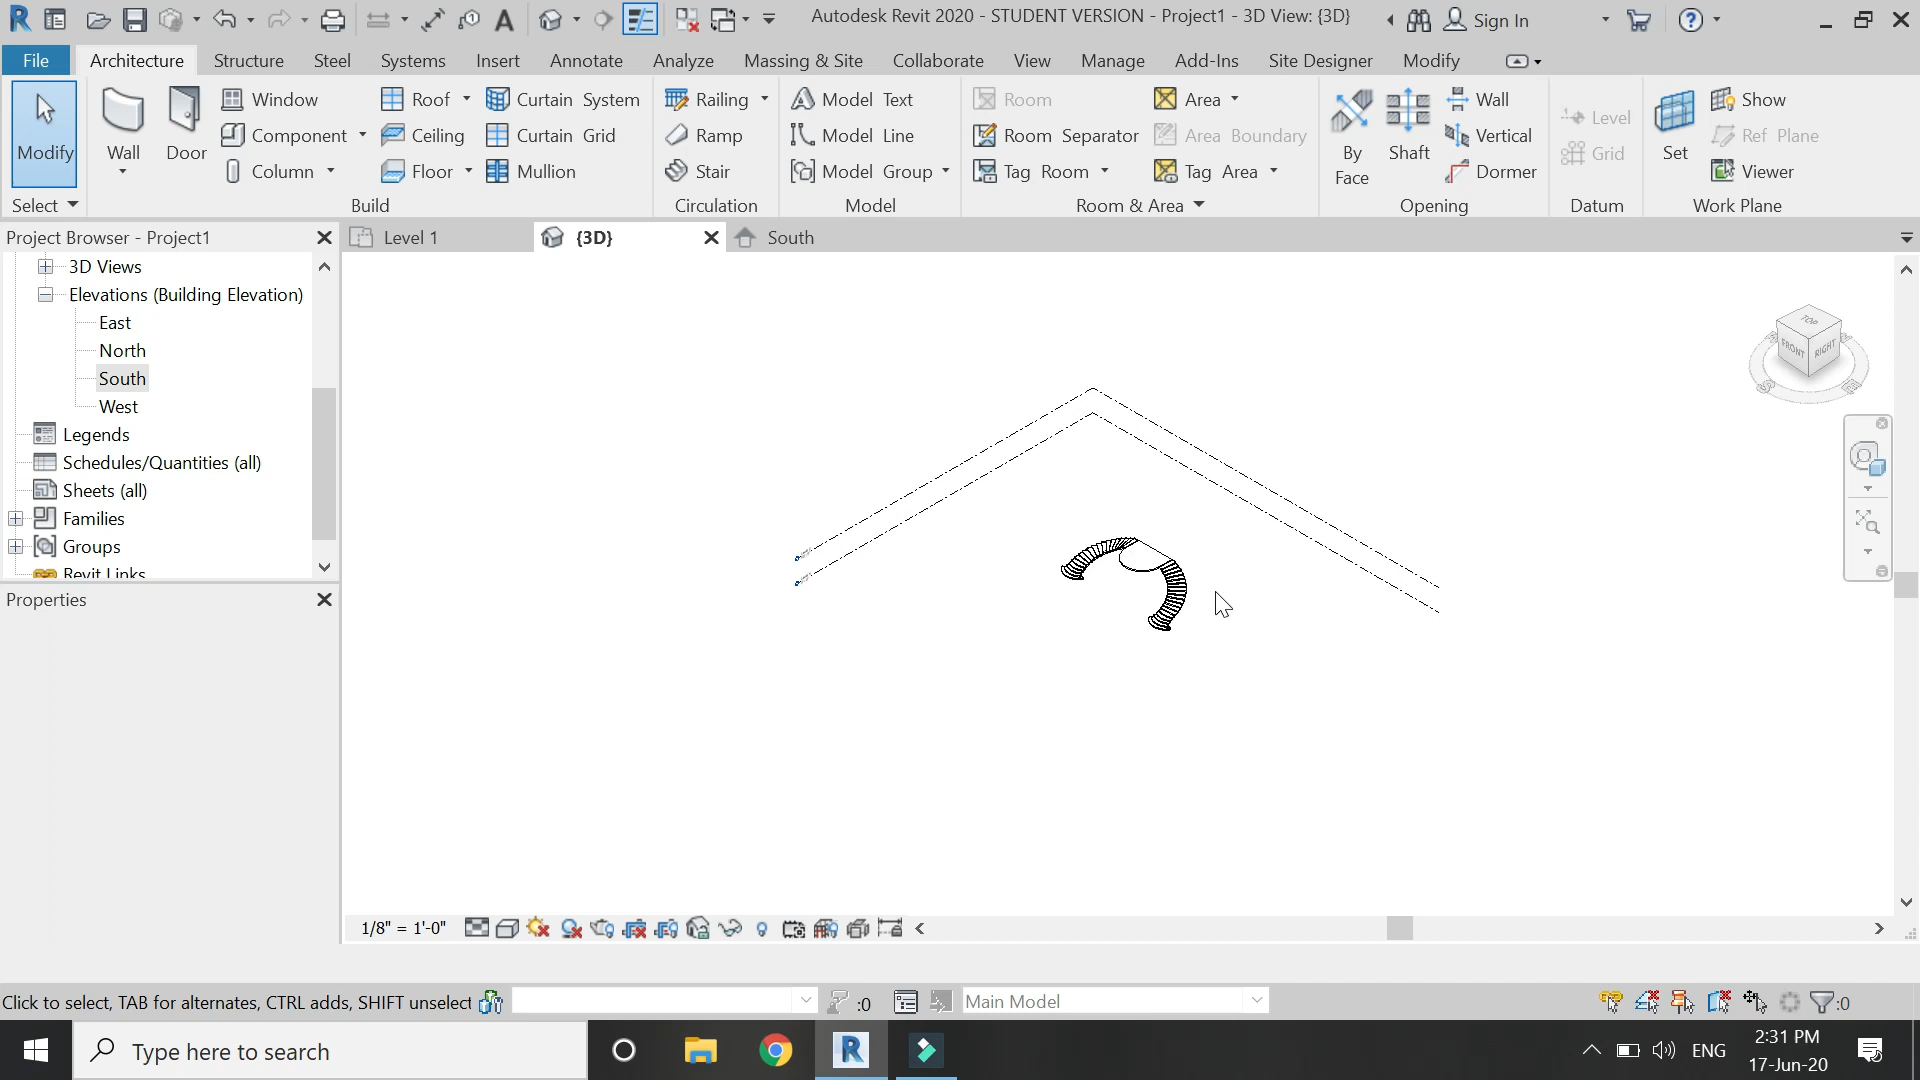 Autodesk Revit 2020 - STUDENT VERSION - Project1 - 3D View: {3D}
Sign In
File Architecture Structure Steel Systems Insert Annotate Analyze Massing & Site Collaborate View Manage Add-Ins Site Designer Modify
Modify
Select
Wall
Door
Window
Component
Column
Roof
Ceiling
Floor
Curtain System
Curtain Grid
Mullion
Build
Railing
Ramp
Stair
Circulation
Model Text
Model Line
Model Group
Model
Room
Room Separator
Tag Room
Area
Area Boundary
Tag Area
Room & Area
By
Face
Shaft
Wall
Vertical
Dormer
Opening
Level
Grid
Datum
Set
Show
Ref Plane
Viewer
Work Plane
Project Browser - Project1
Level 1
{3D}
South
3D Views
Elevations (Building Elevation)
East
North
South
West
Legends
Schedules/Quantities (all)
Sheets (all)
Families
Groups
Revit Links
Properties
TOP
FRONT
RIGHT
S
E
1/8" = 1'-0"
Click to select, TAB for alternates, CTRL adds, SHIFT unselect
:0
Main Model
:0
Type here to search
ENG
2:31 PM
17-Jun-20